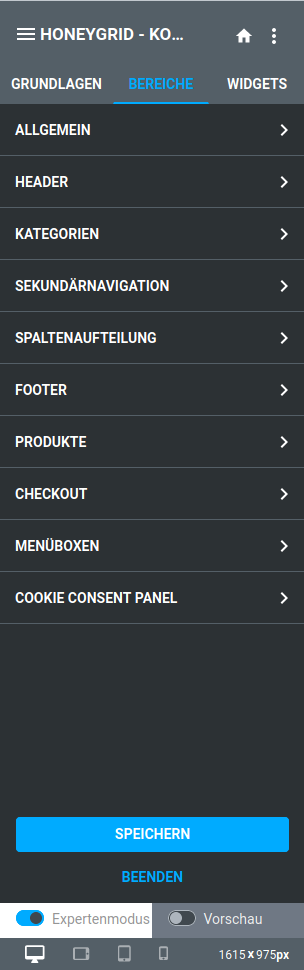 HONEYGRID - KO...
GRUNDLAGEN BEREICHE WIDGETS
ALLGEMEIN
HEADER
KATEGORIEN
SEKUNDÄRNAVIGATION
SPALTENAUFTEILUNG
FOOTER
PRODUKTE
CHECKOUT
MENÜBOXEN
COOKIE CONSENT PANEL
SPEICHERN
BEENDEN
Expertenmodus Vorschau
1615 x 975px